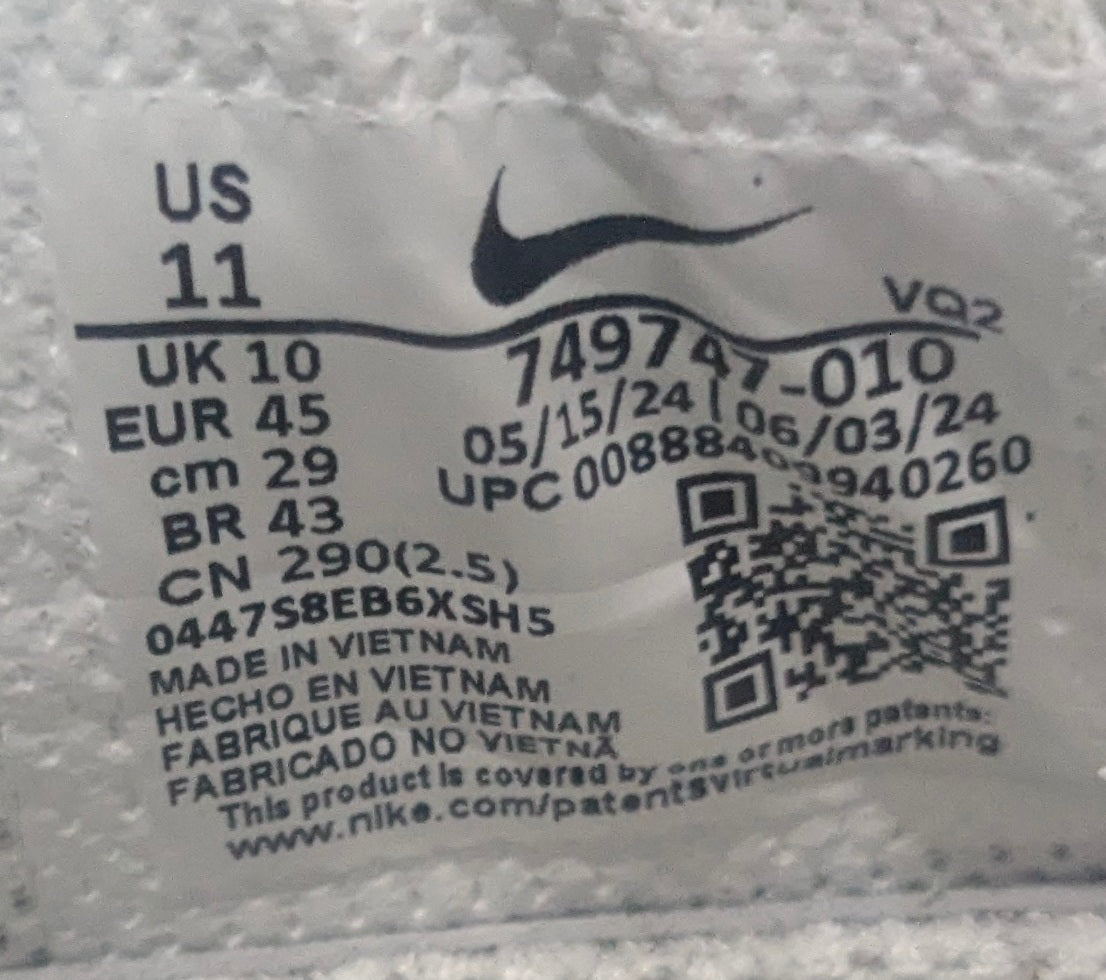 US
11
VQ2
UK 10
EUR 45
cm 29
BR 43
CN 290(2.5)
749747-010
05/15/24 | 06/03/24
UPC 00888403940260
0447S8EB6XSH5
MADE IN VIETNAM
HECHO EN VIETNAM
FABRIQUE AU VIETNAM
FABRICADO NO VIETNÃ
This product is covered by one or more patents:
www.nike.com/patentsvirtualmarking